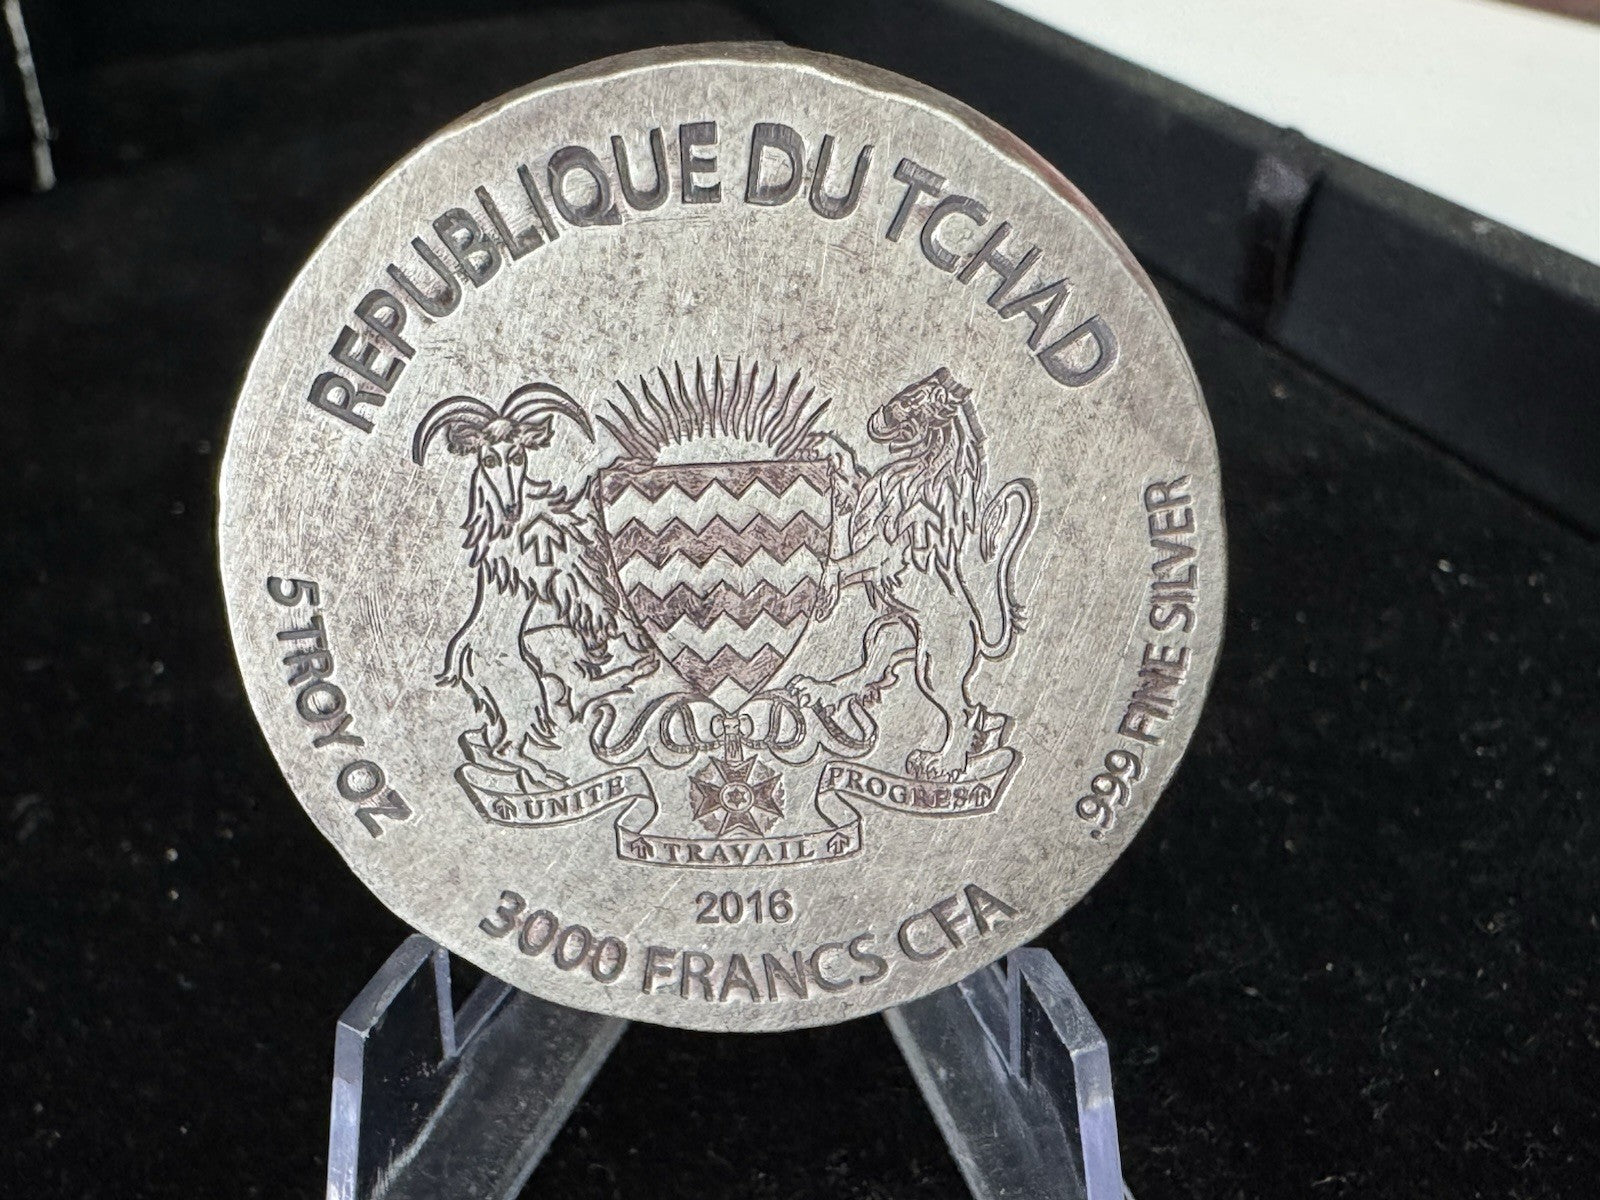 REPUBLIQUE DU TCHAD
5 TROY OZ
.999 FINE SILVER
UNITE
PROGRES
TRAVAIL
2016
3000 FRANCS CFA